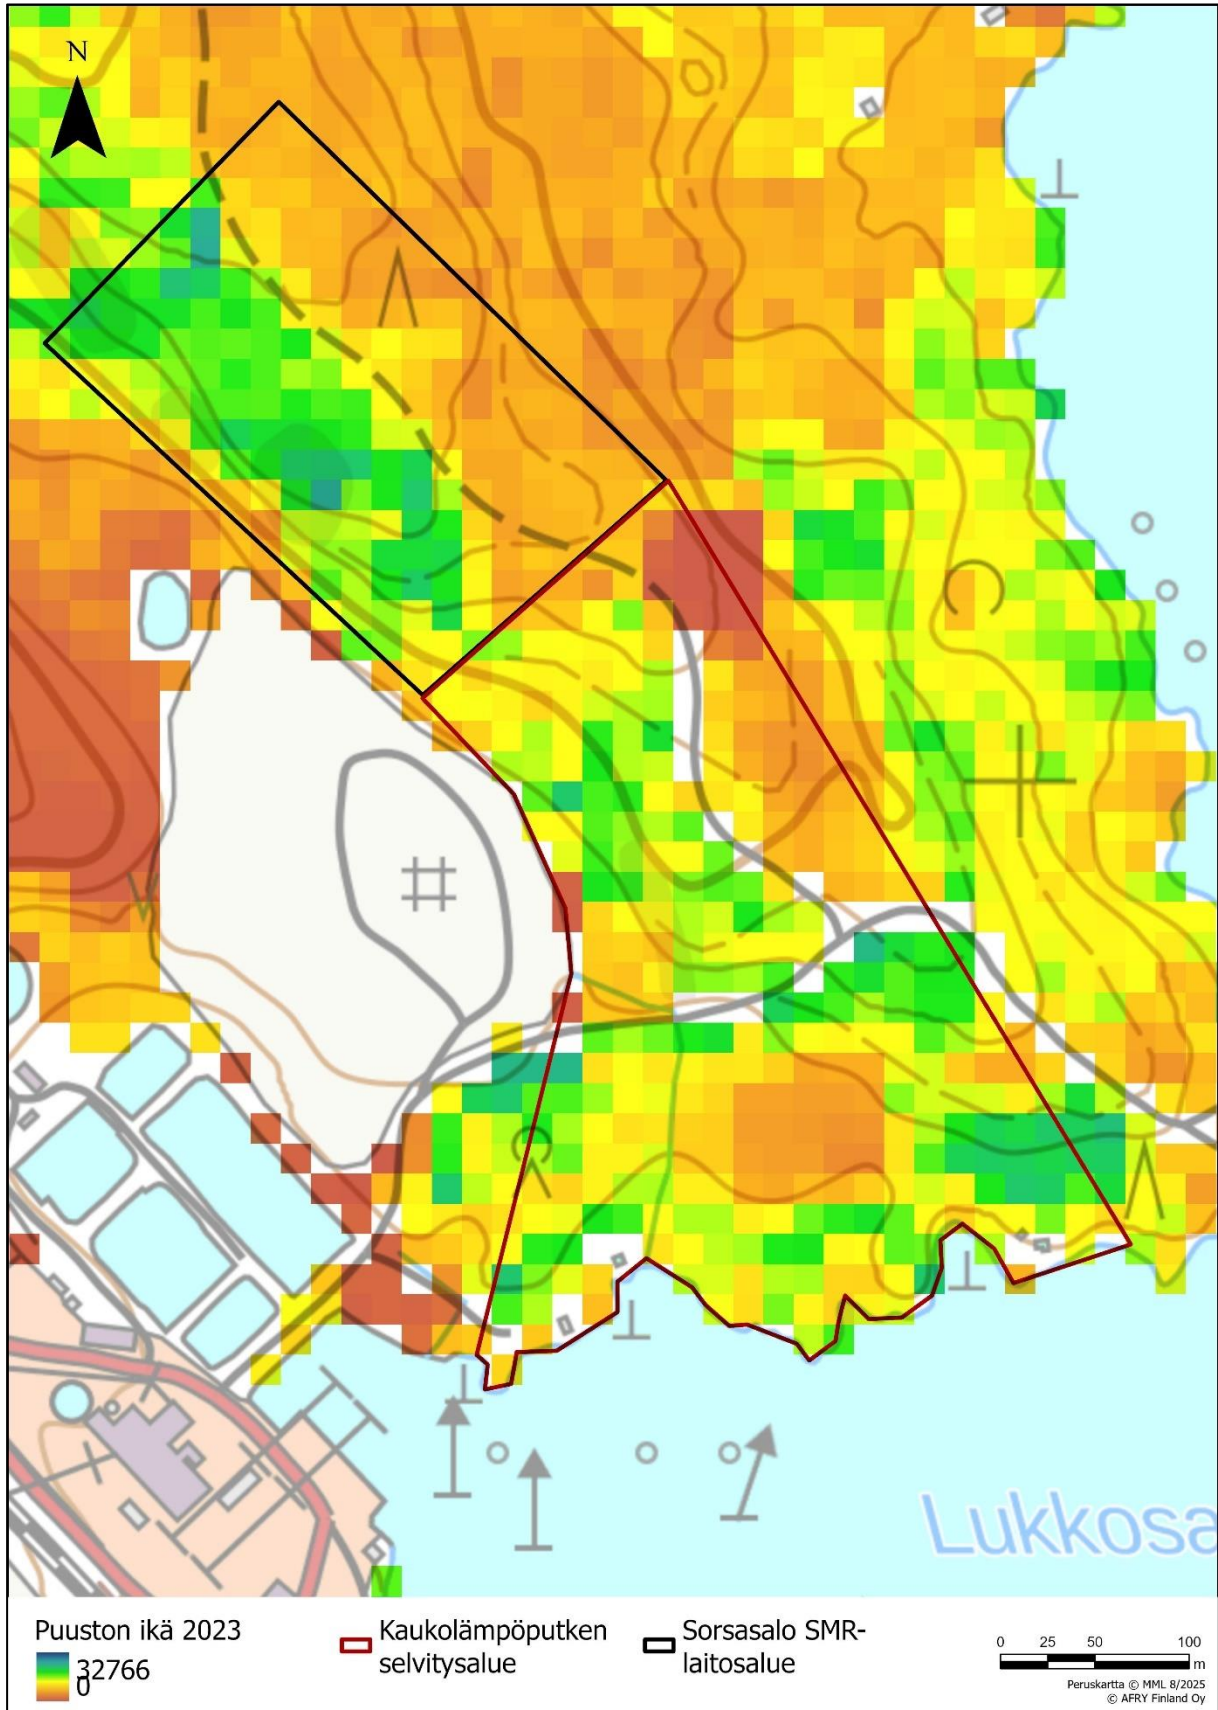 N
Lukkosa
Puuston ikä 2023
32766
0
Kaukolämpöputken
selvitysalue
Sorsasalo SMR-
laitosalue
0 25 50 100
m
Peruskartta © MML 8/2025
© AFRY Finland Oy